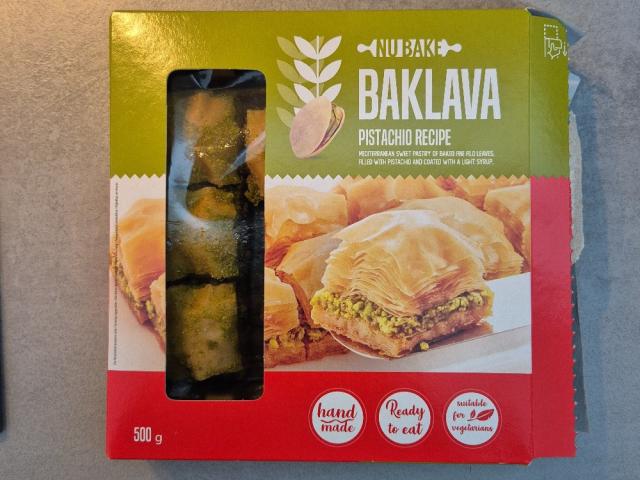 NU BAKE
BAKLAVA
PISTACHIO RECIPE
MEDITERRANEAN SWEET PASTRY OF BAKED FINE FILO LEAVES,
FILLED WITH PISTACHIO AND COATED WITH A LIGHT SYRUP.
hand
made
Ready
to eat
suitable
for
vegetarians
500 g